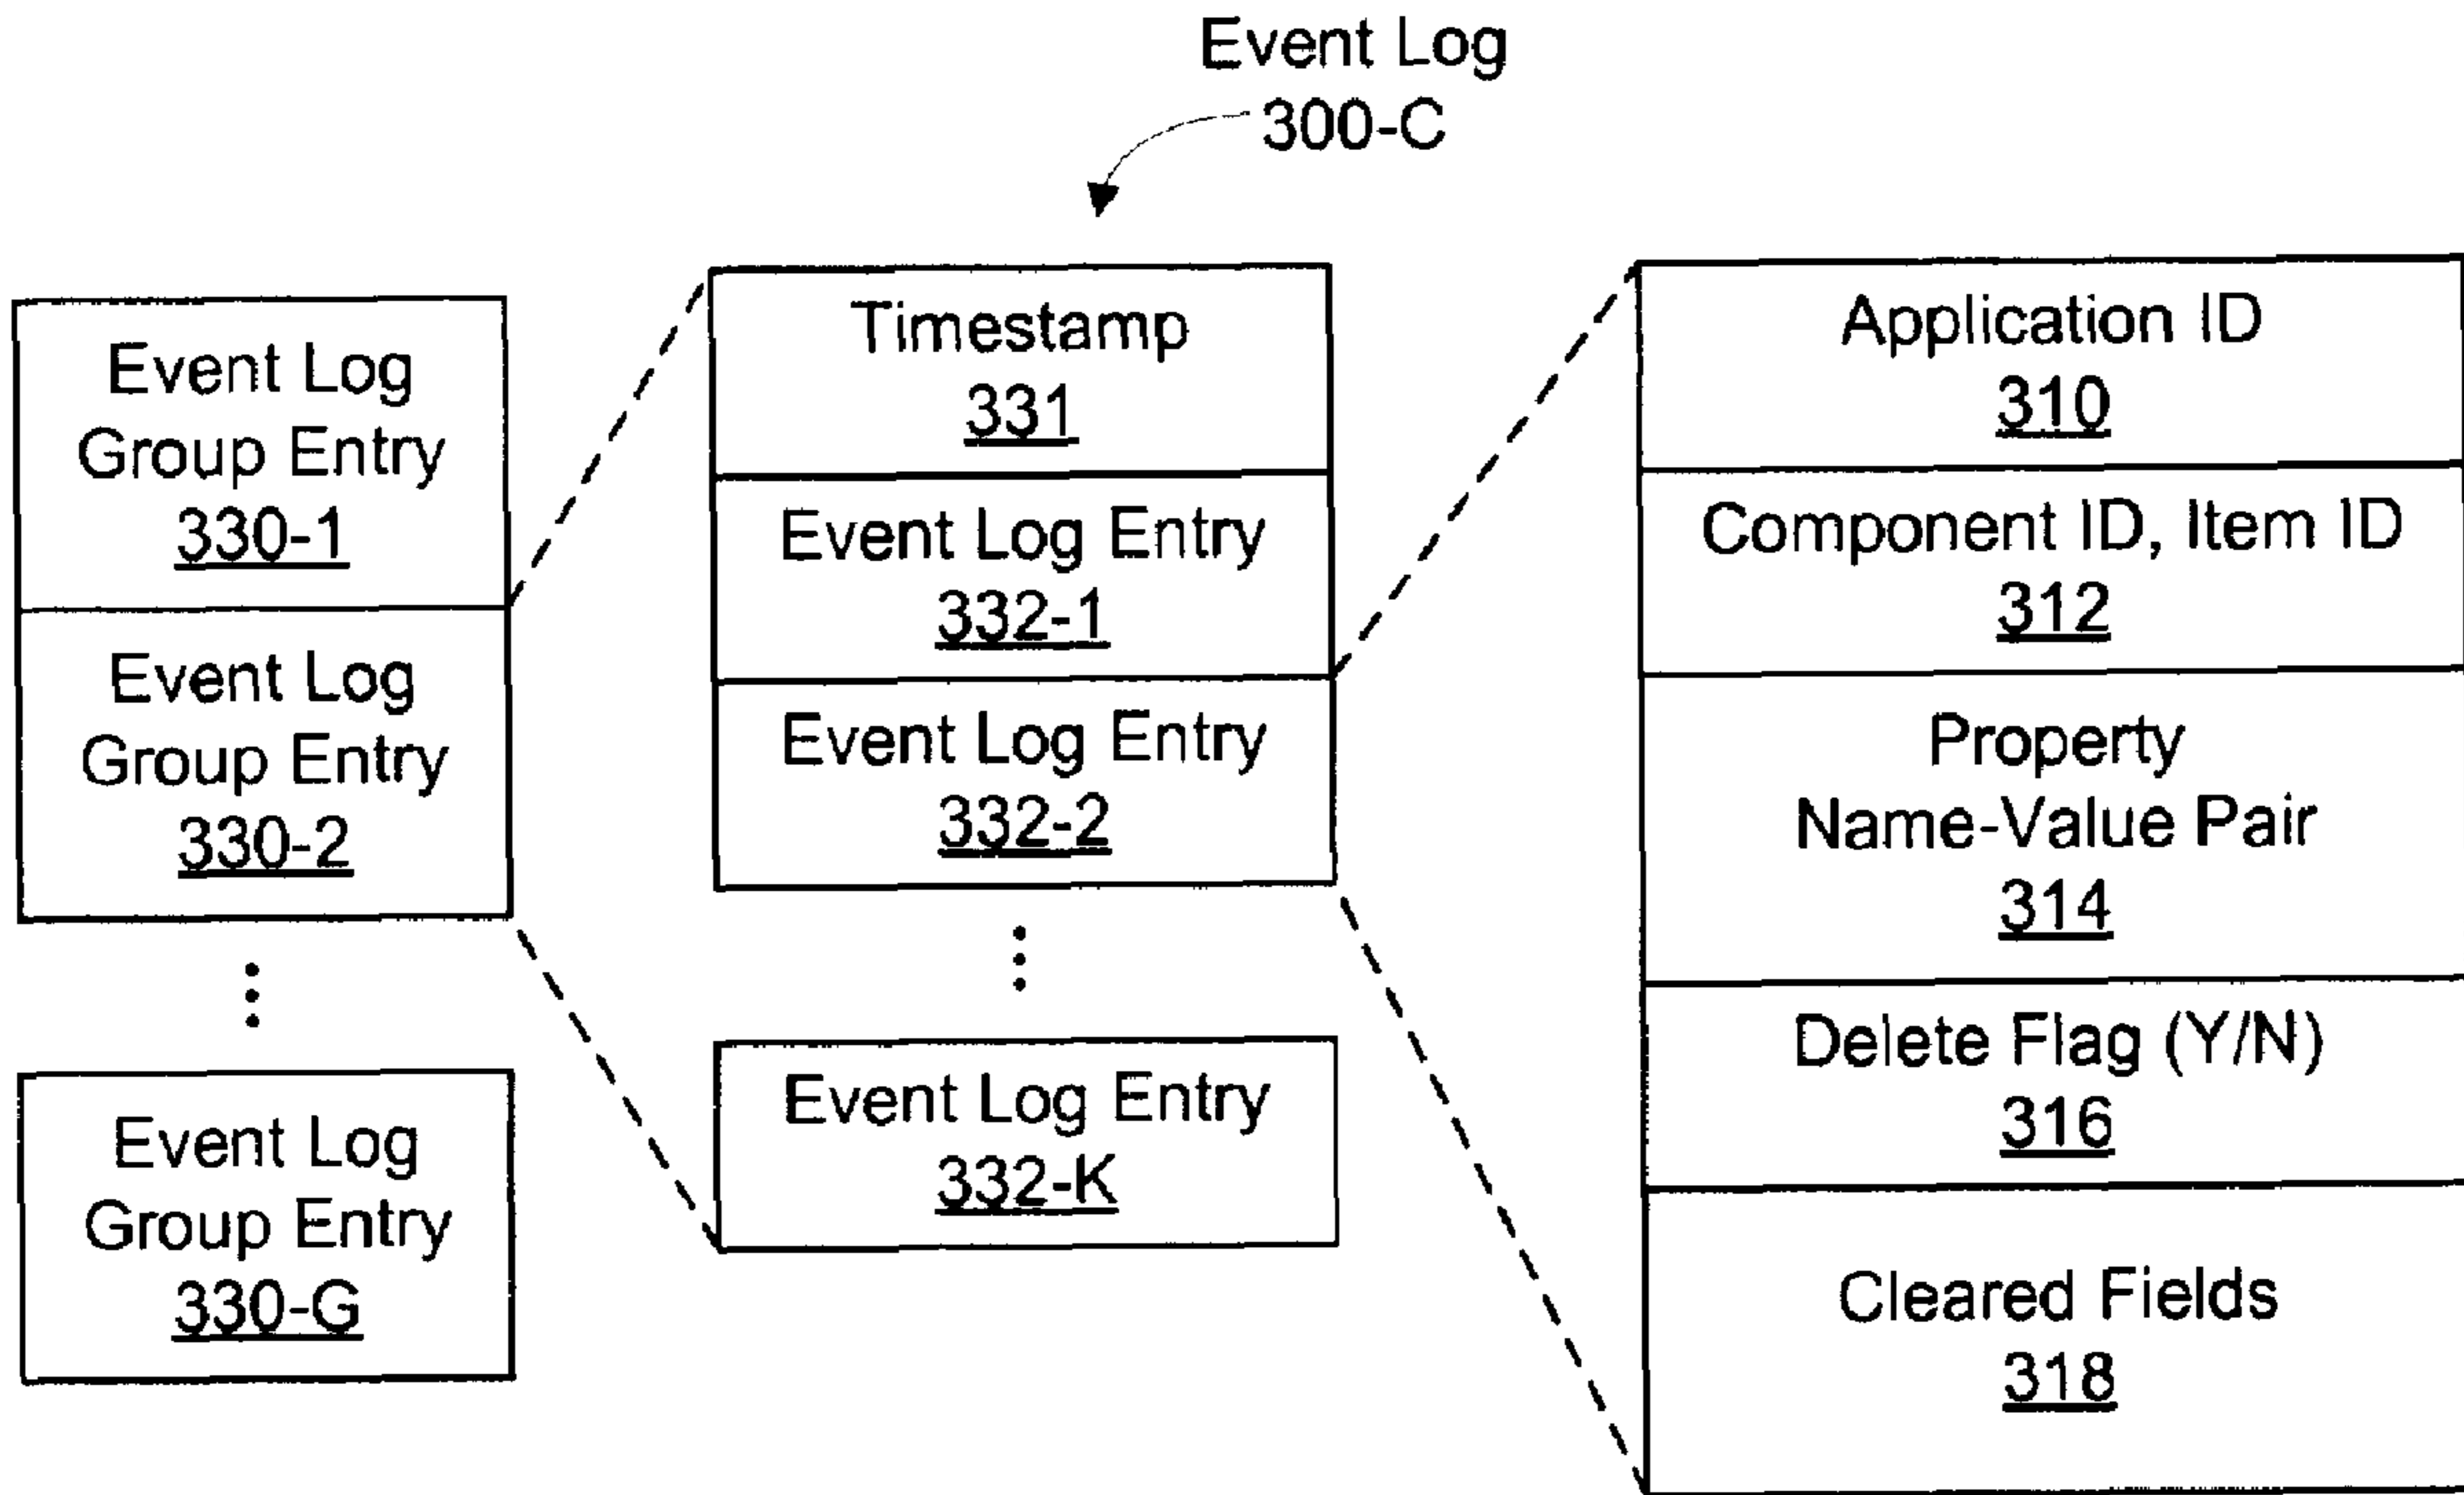 Event Log
300-C
Event Log
Group Entry
330-1
Event Log
Group Entry
330-2
Event Log
Group Entry
330-G
Timestamp
331
Event Log Entry
332-1
Event Log Entry
332-2
Event Log Entry
332-K
Application ID
310
Component ID, Item ID
312
Property
Name-Value Pair
314
Delete Flag (Y/N)
316
Cleared Fields
318